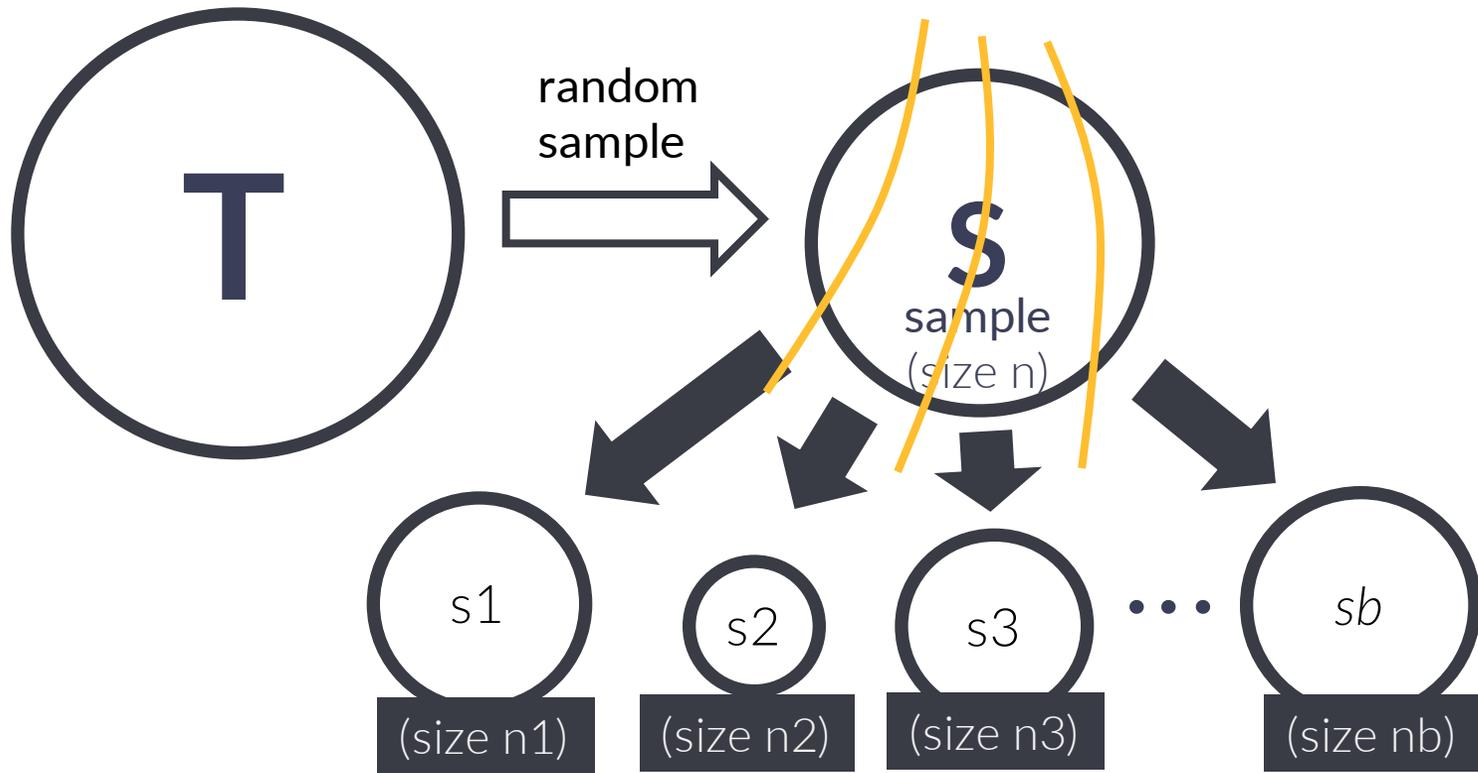 T
random
sample
S
sample
(size n)
s1
s2
s3
sb
(size n1)
(size n2)
(size n3)
(size nb)